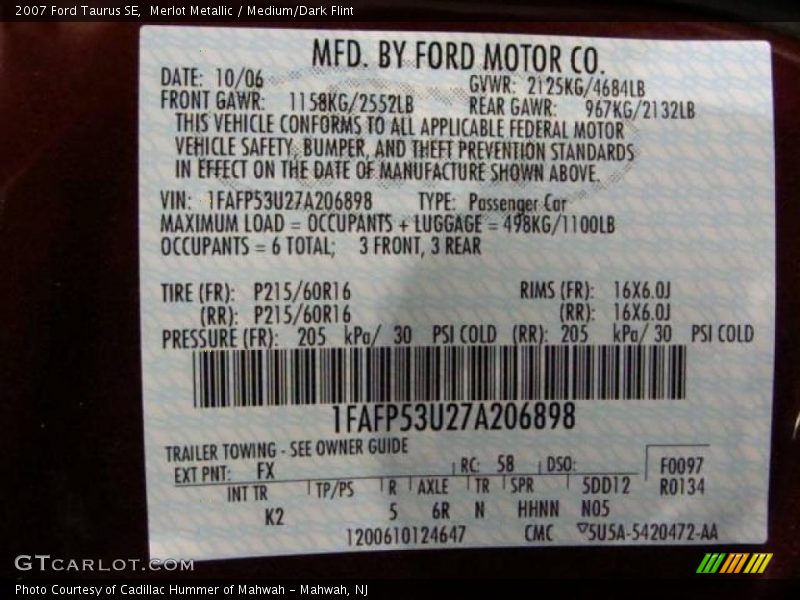 2007 Ford Taurus SE,  Merlot Metallic / Medium/Dark Flint
MFD. BY FORD MOTOR CO.
DATE: 10/06 GVWR: 2125KG/4684LB
FRONT GAWR: 1158KG/2552LB REAR GAWR: 967KG/2132LB
THIS VEHICLE CONFORMS TO ALL APPLICABLE FEDERAL MOTOR
VEHICLE SAFETY, BUMPER, AND THEFT PREVENTION STANDARDS
IN EFFECT ON THE DATE OF MANUFACTURE SHOWN ABOVE.
VIN: 1FAFP53U27A206898 TYPE: Passenger Car
MAXIMUM LOAD = OCCUPANTS + LUGGAGE = 498KG/1100LB
OCCUPANTS = 6 TOTAL; 3 FRONT, 3 REAR
TIRE (FR): P215/60R16 RIMS (FR): 16X6.0J
(RR): P215/60R16 (RR): 16X6.0J
PRESSURE (FR): 205 kPa/ 30 PSI COLD (RR): 205 kPa/ 30 PSI COLD
1FAFP53U27A206898
TRAILER TOWING - SEE OWNER GUIDE
EXT PNT: FX RC: 58 DSO: F0097
INT TR TP/PS R AXLE TR SPR 5DD12 R0134
K2 5 6R N HHNN N05
1200610124647 CMC 5U5A-5420472-AA
GTCARLOT.COM
Photo Courtesy of Cadillac Hummer of Mahwah - Mahwah, NJ